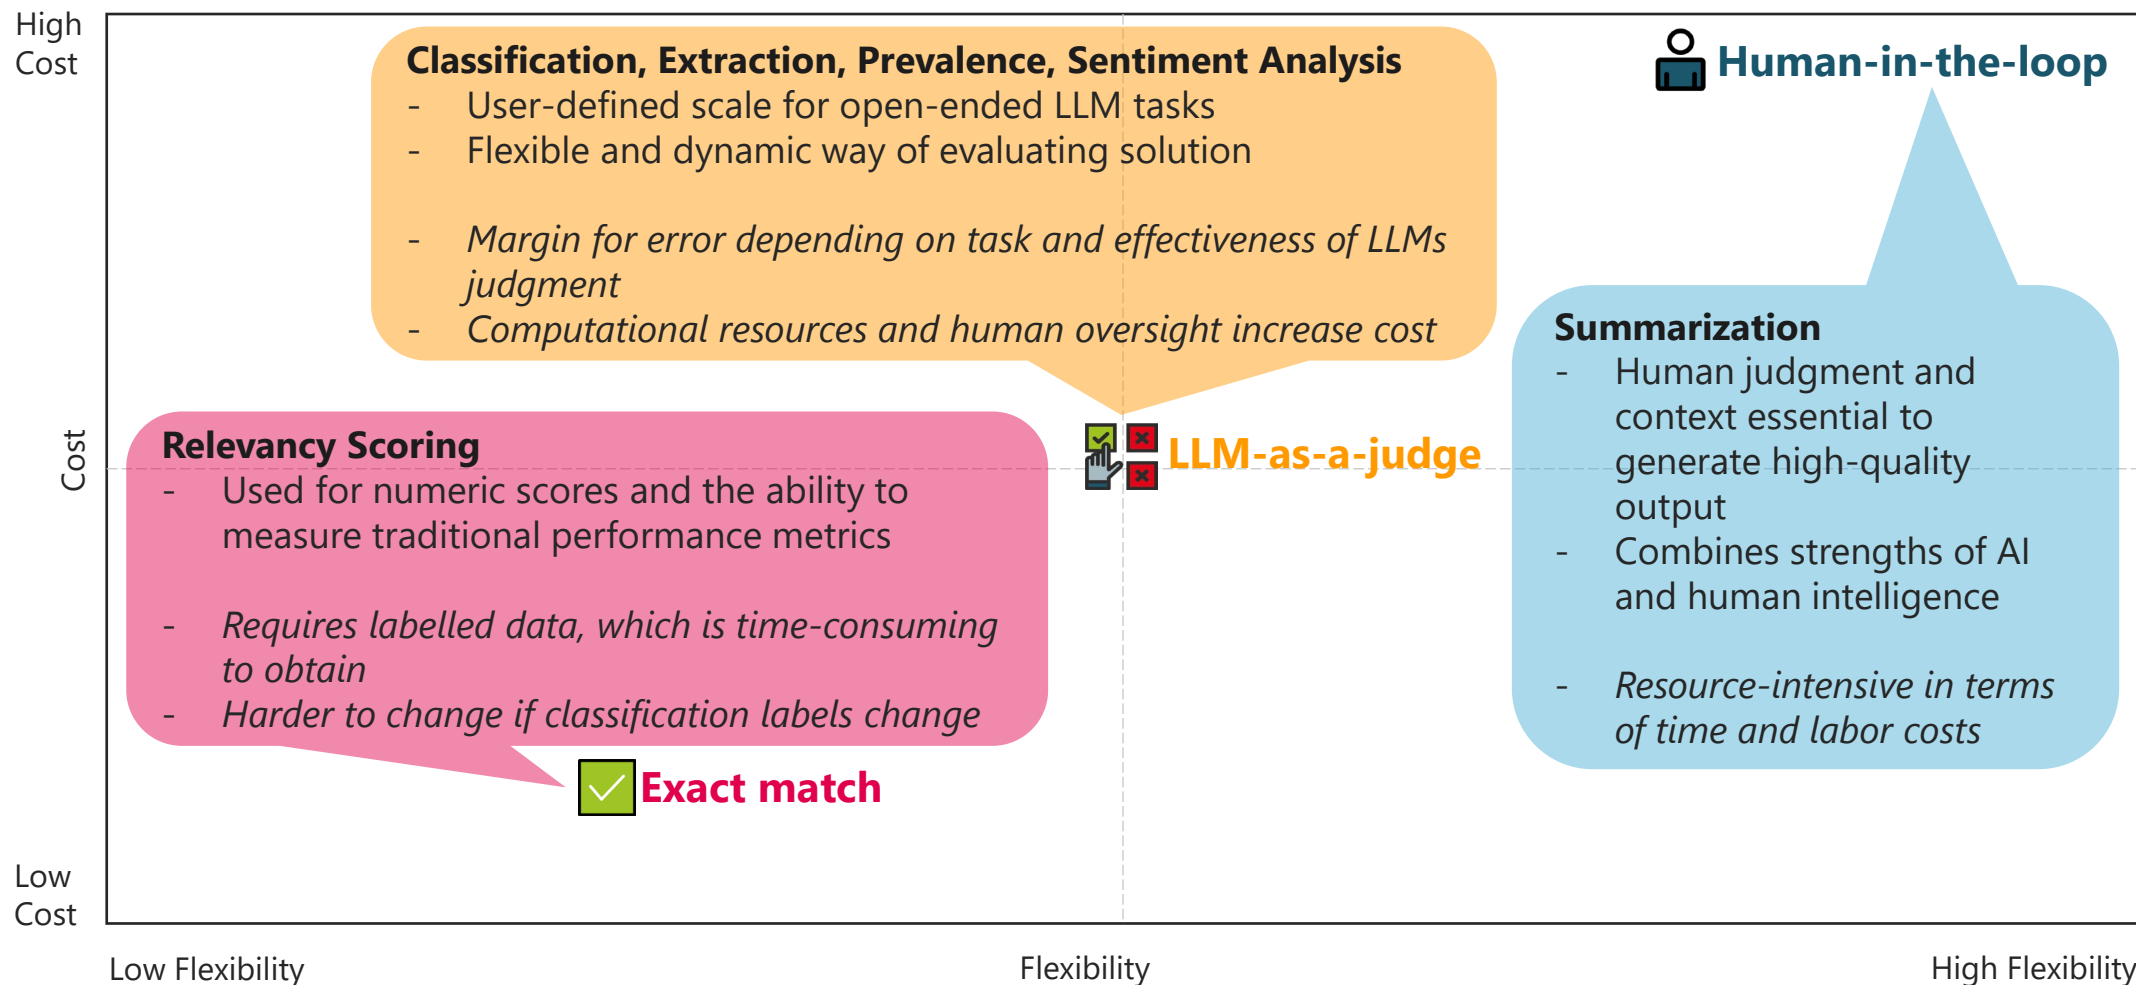 High
Cost
Classification, Extraction, Prevalence, Sentiment Analysis
- User-defined scale for open-ended LLM tasks
- Flexible and dynamic way of evaluating solution
- Margin for error depending on task and effectiveness of LLMs
judgment
- Computational resources and human oversight increase cost
Human-in-the-loop
Summarization
- Human judgment and
context essential to
generate high-quality
output
- Combines strengths of AI
and human intelligence
- Resource-intensive in terms
of time and labor costs
LLM-as-a-judge
Cost
Relevancy Scoring
- Used for numeric scores and the ability to
measure traditional performance metrics
- Requires labelled data, which is time-consuming
to obtain
- Harder to change if classification labels change
Exact match
Low
Cost
Low Flexibility
Flexibility
High Flexibility